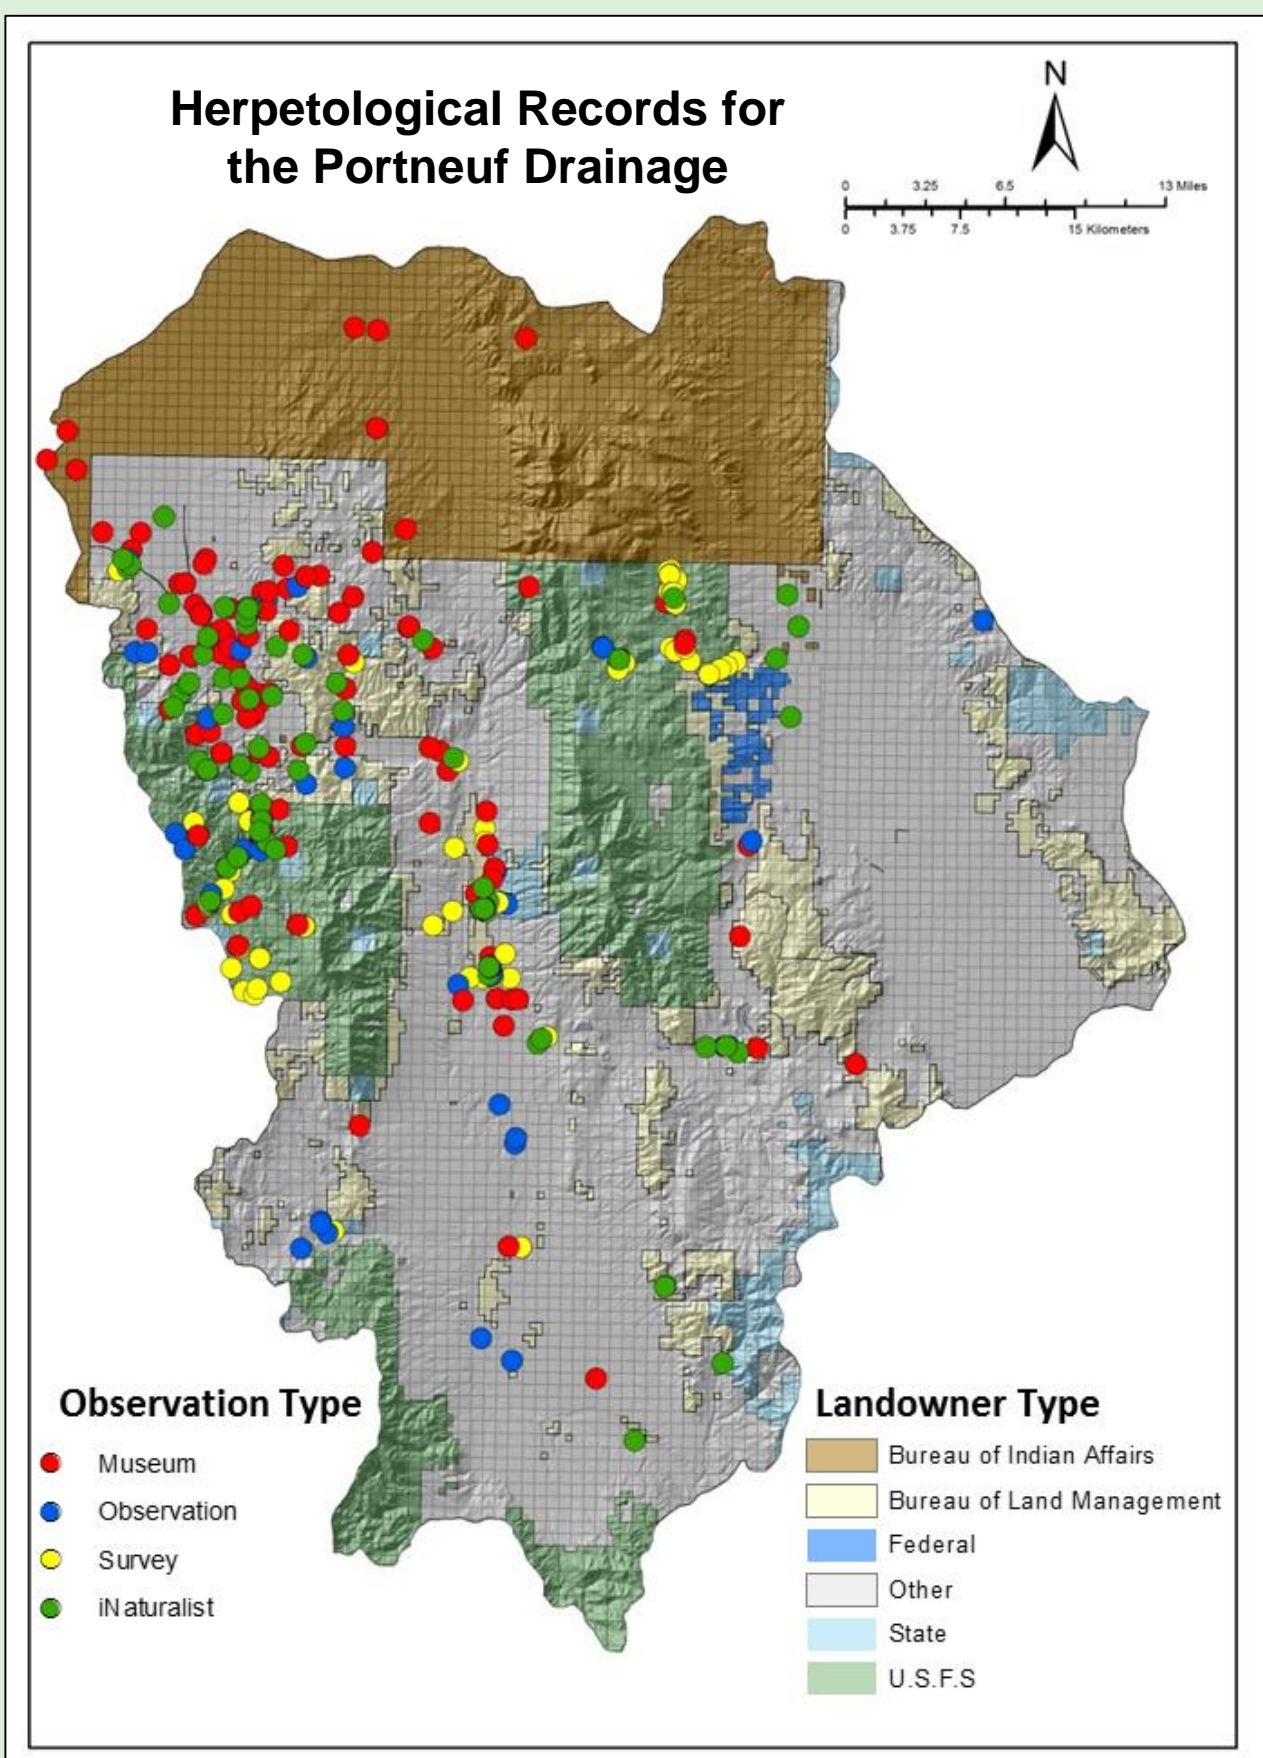 Herpetological Records for
the Portneuf Drainage
N
0 3.25 6.5 13 Miles
0 3.75 7.5 15 Kilometers
Observation Type
Museum
Observation
Survey
iNaturalist
Landowner Type
Bureau of Indian Affairs
Bureau of Land Management
Federal
Other
State
U.S.F.S